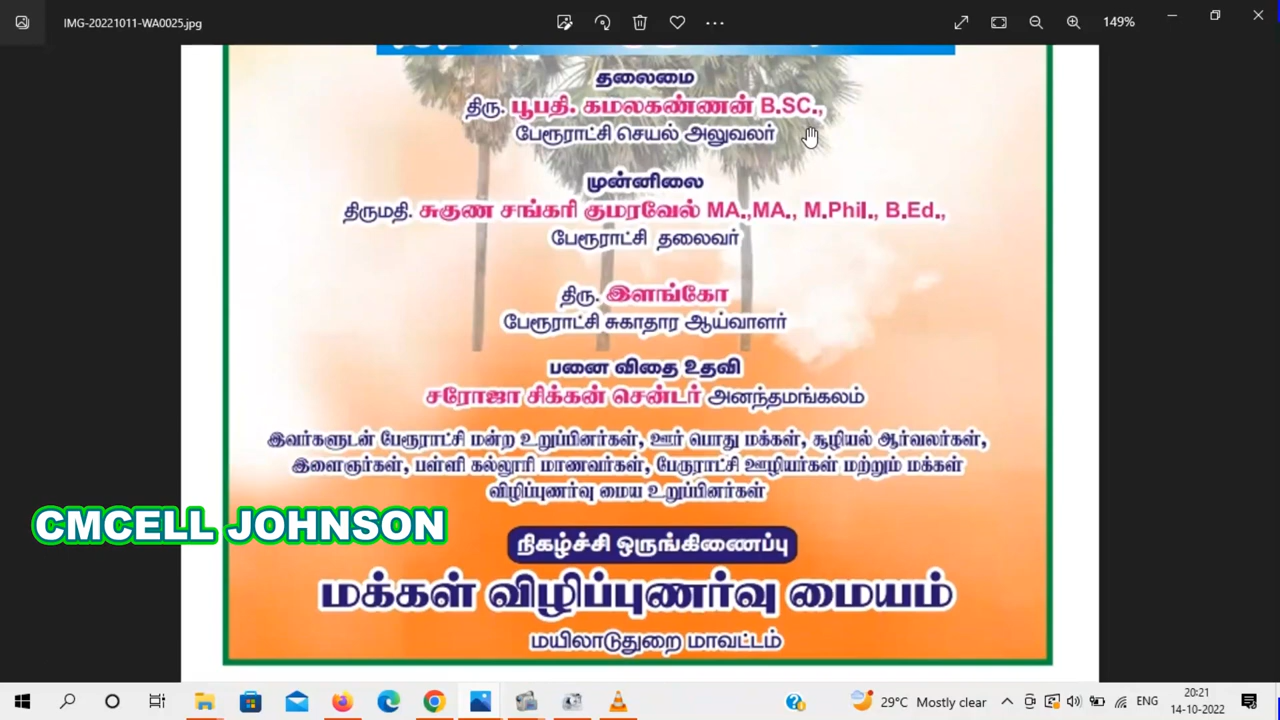 IMG-20221011-WA0025.jpg
149%
தலைமை
திரு. பூபதி. கமலகண்ணன் B.SC.,
பேரூராட்சி செயல் அலுவலர்
முன்னிலை
திருமதி. சுகுண சங்கரி குமரவேல் MA.,MA., M.Phil., B.Ed.,
பேரூராட்சி தலைவர்
திரு. இளங்கோ
பேரூராட்சி சுகாதார ஆய்வாளர்
பனை விதை உதவி
சரோஜா சிக்கன் சென்டர் அனந்தமங்கலம்
இவர்களுடன் பேரூராட்சி மன்ற உறுப்பினர்கள், ஊர் பொது மக்கள், சூழியல் ஆர்வலர்கள்,
இளைஞர்கள், பள்ளி கல்லூரி மாணவர்கள், பேருராட்சி ஊழியர்கள் மற்றும் மக்கள்
விழிப்புணர்வு மைய உறுப்பினர்கள்
CMCELL JOHNSON
நிகழ்ச்சி ஒருங்கிணைப்பு
மக்கள் விழிப்புணர்வு மையம்
மயிலாடுதுறை மாவட்டம்
29°C Mostly clear
ENG
20:21
14-10-2022